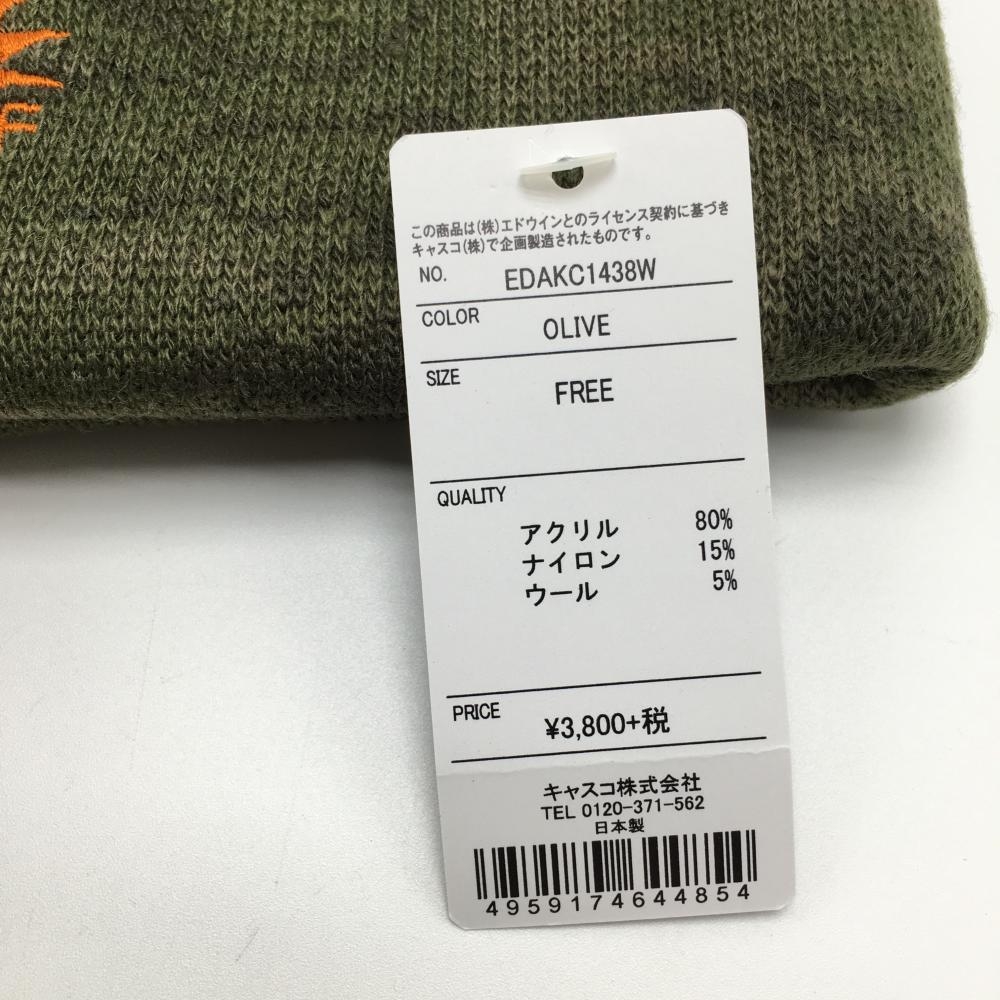 この商品は(株)エドウインとのライセンス契約に基づき
キャスコ(株)で企画製造されたものです。
NO. EDAKC1438W
COLOR OLIVE
SIZE FREE
QUALITY
アクリル 80%
ナイロン 15%
ウール 5%
PRICE ¥3,800+税
キャスコ株式会社
TEL 0120-371-562
日本製
4959174644854